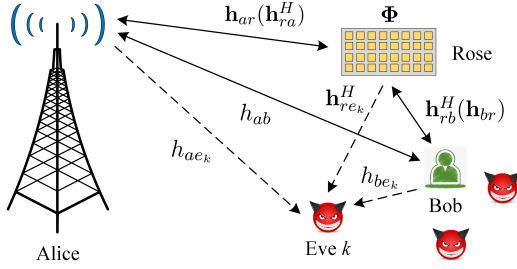 𝐡_{ar}(𝐡_{ra}^H)
𝚽
Rose
𝐡_{re_k}^H
𝐡_{rb}^H(𝐡_{br})
h_{ab}
h_{ae_k}
h_{be_k}
Bob
Eve k
Alice